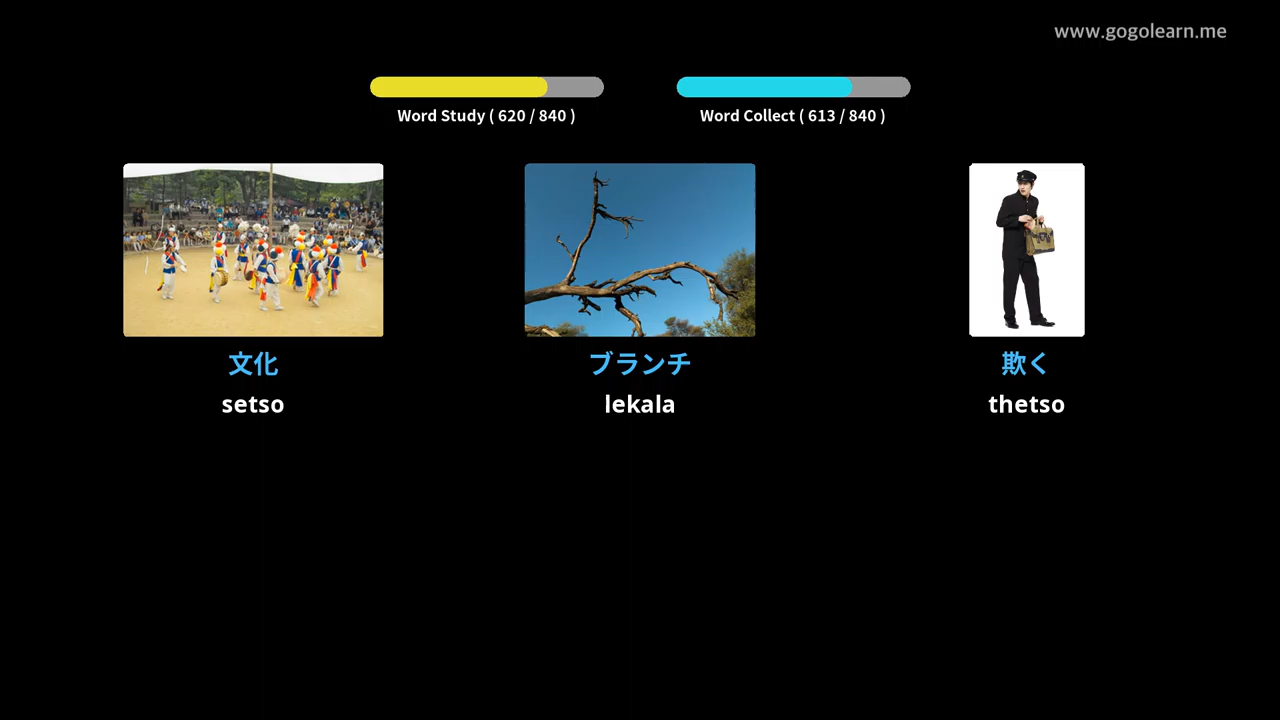 www.gogolearn.me
Word Study ( 620 / 840 )
Word Collect ( 613 / 840 )
文化
ブランチ
欺く
setso
lekala
thetso